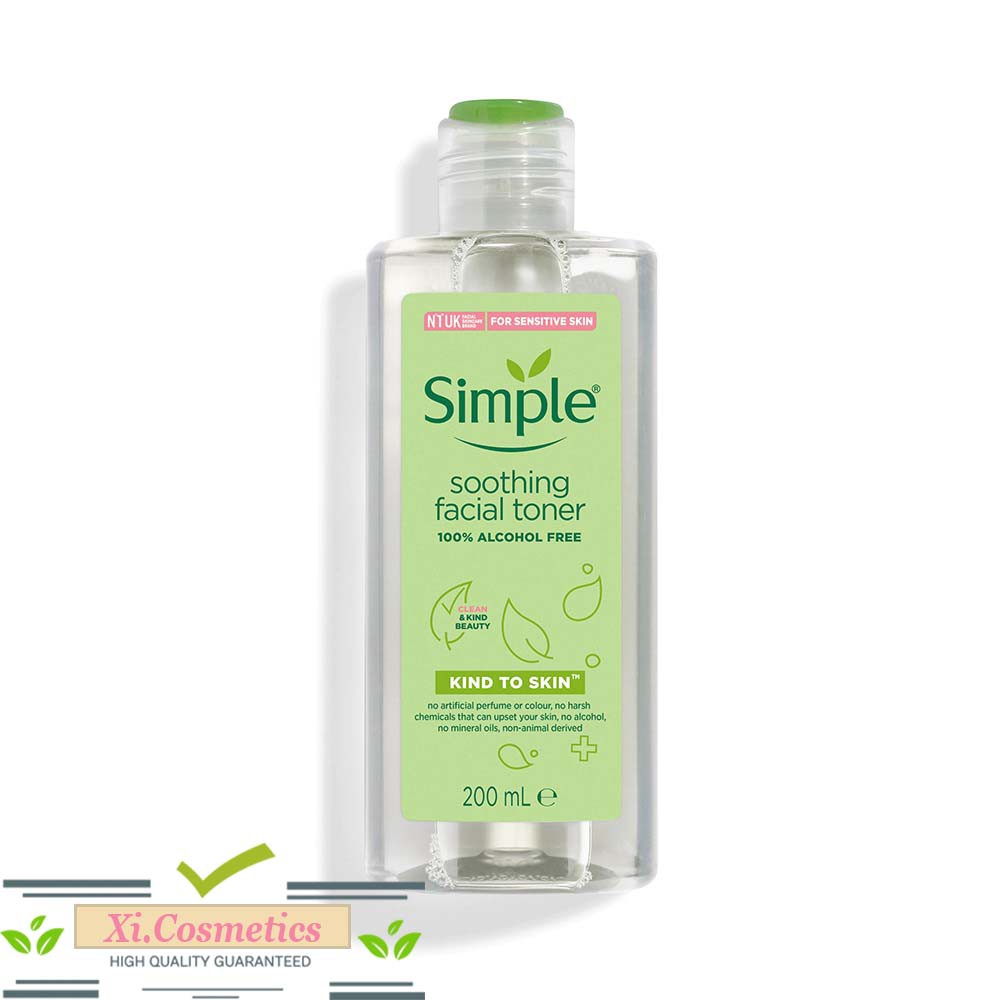 N°1 UK FACIAL SKINCARE BRAND FOR SENSITIVE SKIN
Simple®
soothing
facial toner
100% ALCOHOL FREE
CLEAN
& KIND
BEAUTY
KIND TO SKIN™
no artificial perfume or colour, no harsh
chemicals that can upset your skin, no alcohol,
no mineral oils, non-animal derived
200 mL ℮
Xi.Cosmetics
HIGH QUALITY GUARANTEED